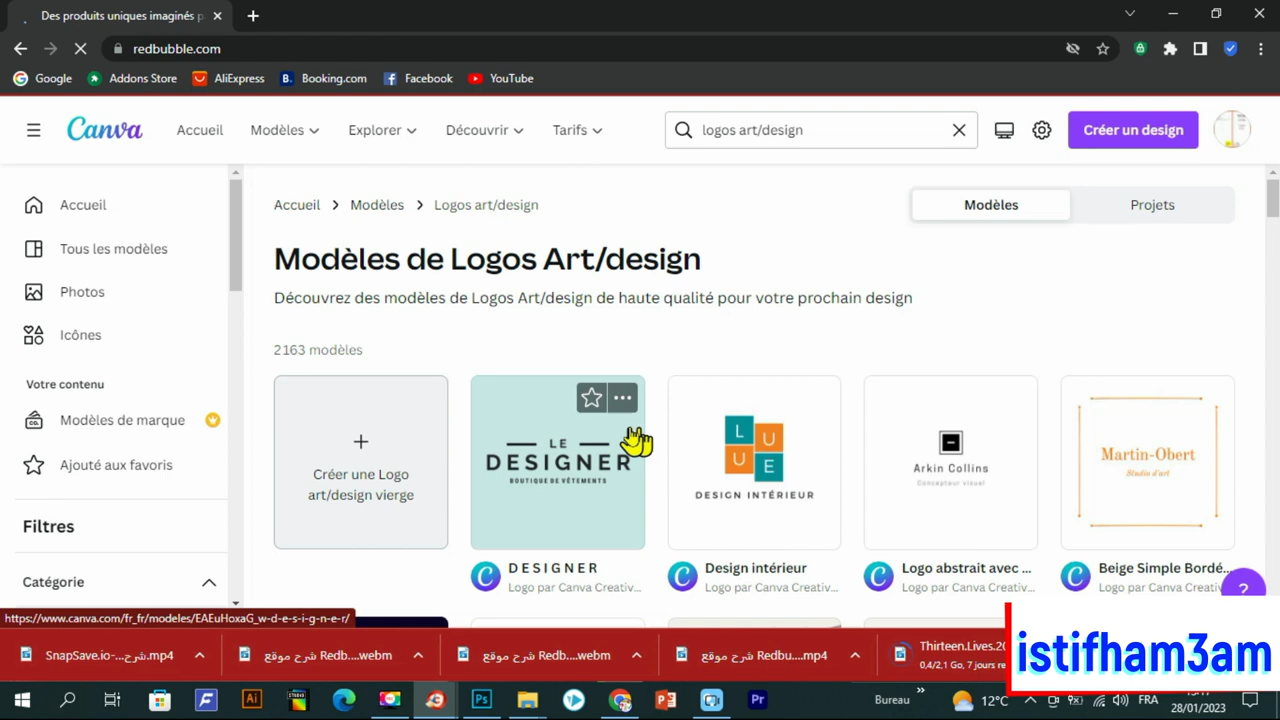 Des produits uniques imaginés p
redbubble.com
Google
Addons Store
AliExpress
Booking.com
Facebook
YouTube
Canva
Accueil
Modèles
Explorer
Découvrir
Tarifs
logos art/design
Créer un design
Accueil
Tous les modèles
Photos
Icônes
Votre contenu
Modèles de marque
Ajouté aux favoris
Filtres
Catégorie
Accueil > Modèles > Logos art/design
Modèles
Projets
Modèles de Logos Art/design
Découvrez des modèles de Logos Art/design de haute qualité pour votre prochain design
2163 modèles
Créer une Logo
art/design vierge
LE
DESIGNER
BOUTIQUE DE VÊTEMENTS
L U
U E
DESIGN INTÉRIEUR
Arkin Collins
Concepteur visuel
Martin-Obert
Studio d'art
DESIGNER
Logo par Canva Creativ...
Design intérieur
Logo par Canva Creativ...
Logo abstrait avec ...
Logo par Canva Creativ...
Beige Simple Bordé...
Logo par Canva Creativ...
?
https://www.canva.com/fr_fr/modeles/EAEuHoxaG_w-d-e-s-i-g-n-e-r/
SnapSave.io-...شرح.mp4
شرح موقع Redb....webm
شرح موقع Redb....webm
شرح موقع Redbu....mp4
Thirteen.Lives.20
0,4/2,1 Go, 7 jours re
istifham3am
Ai
Ps
Pr
Bureau
»
12°C
FRA
28/01/2023